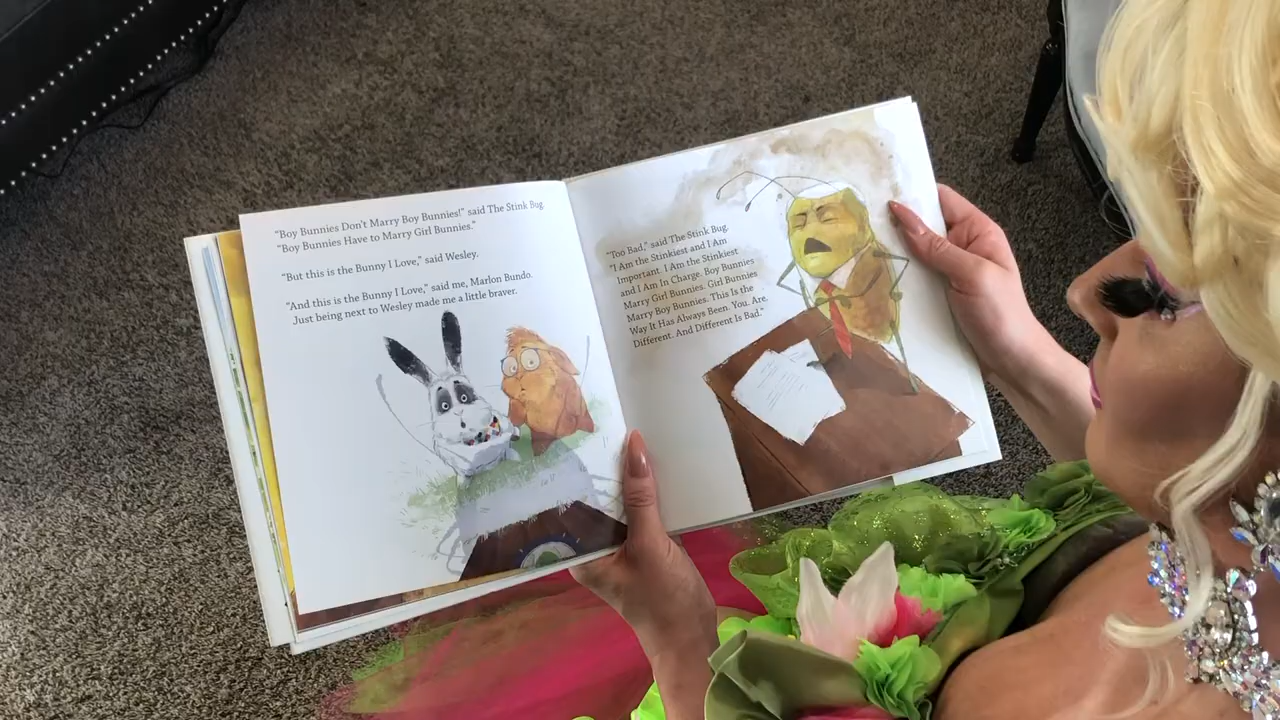 “Boy Bunnies Don’t Marry Boy Bunnies!” said The Stink Bug.
“Boy Bunnies Have to Marry Girl Bunnies.”
“But this is the Bunny I Love,” said Wesley.
“And this is the Bunny I Love,” said me, Marlon Bundo.
Just being next to Wesley made me a little braver.
“Too Bad,” said The Stink Bug.
“I Am the Stinkiest and I Am
Important. I Am the Stinkiest
and I Am In Charge. Boy Bunnies
Marry Girl Bunnies. Girl Bunnies
Marry Boy Bunnies. This Is the
Way It Has Always Been. You. Are.
Different. And Different Is Bad.”